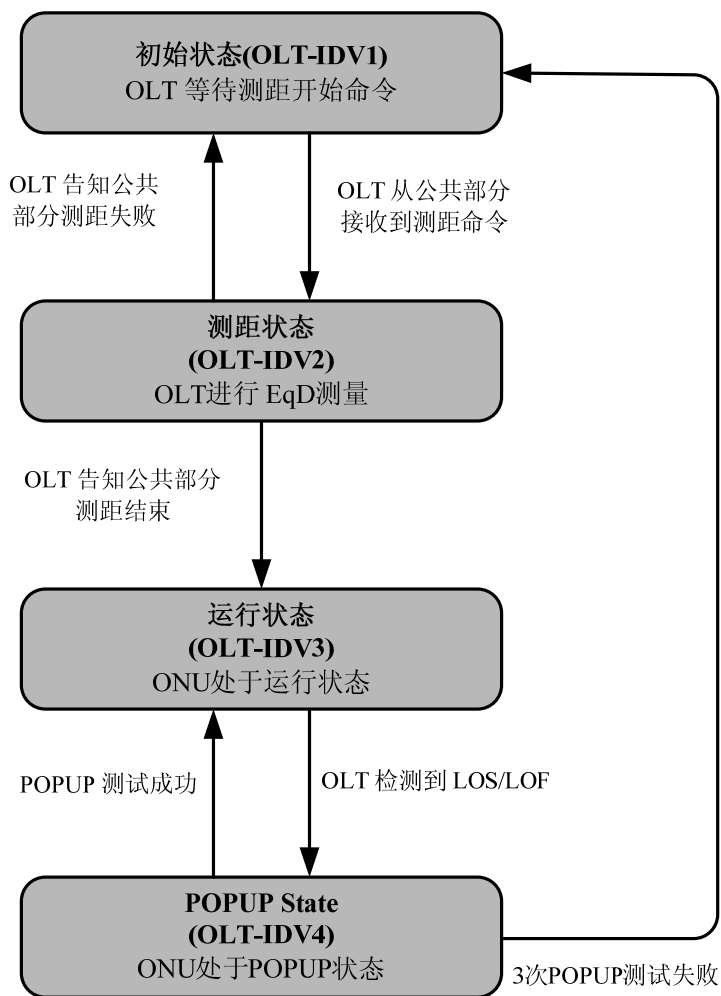 初始状态(OLT-IDV1)
OLT 等待测距开始命令
OLT 告知公共
部分测距失败
OLT 从公共部分
接收到测距命令
测距状态
(OLT-IDV2)
OLT进行 EqD测量
OLT 告知公共部分
测距结束
运行状态
(OLT-IDV3)
ONU处于运行状态
POPUP 测试成功
OLT 检测到 LOS/LOF
POPUP State
(OLT-IDV4)
ONU处于POPUP状态
3次POPUP测试失败